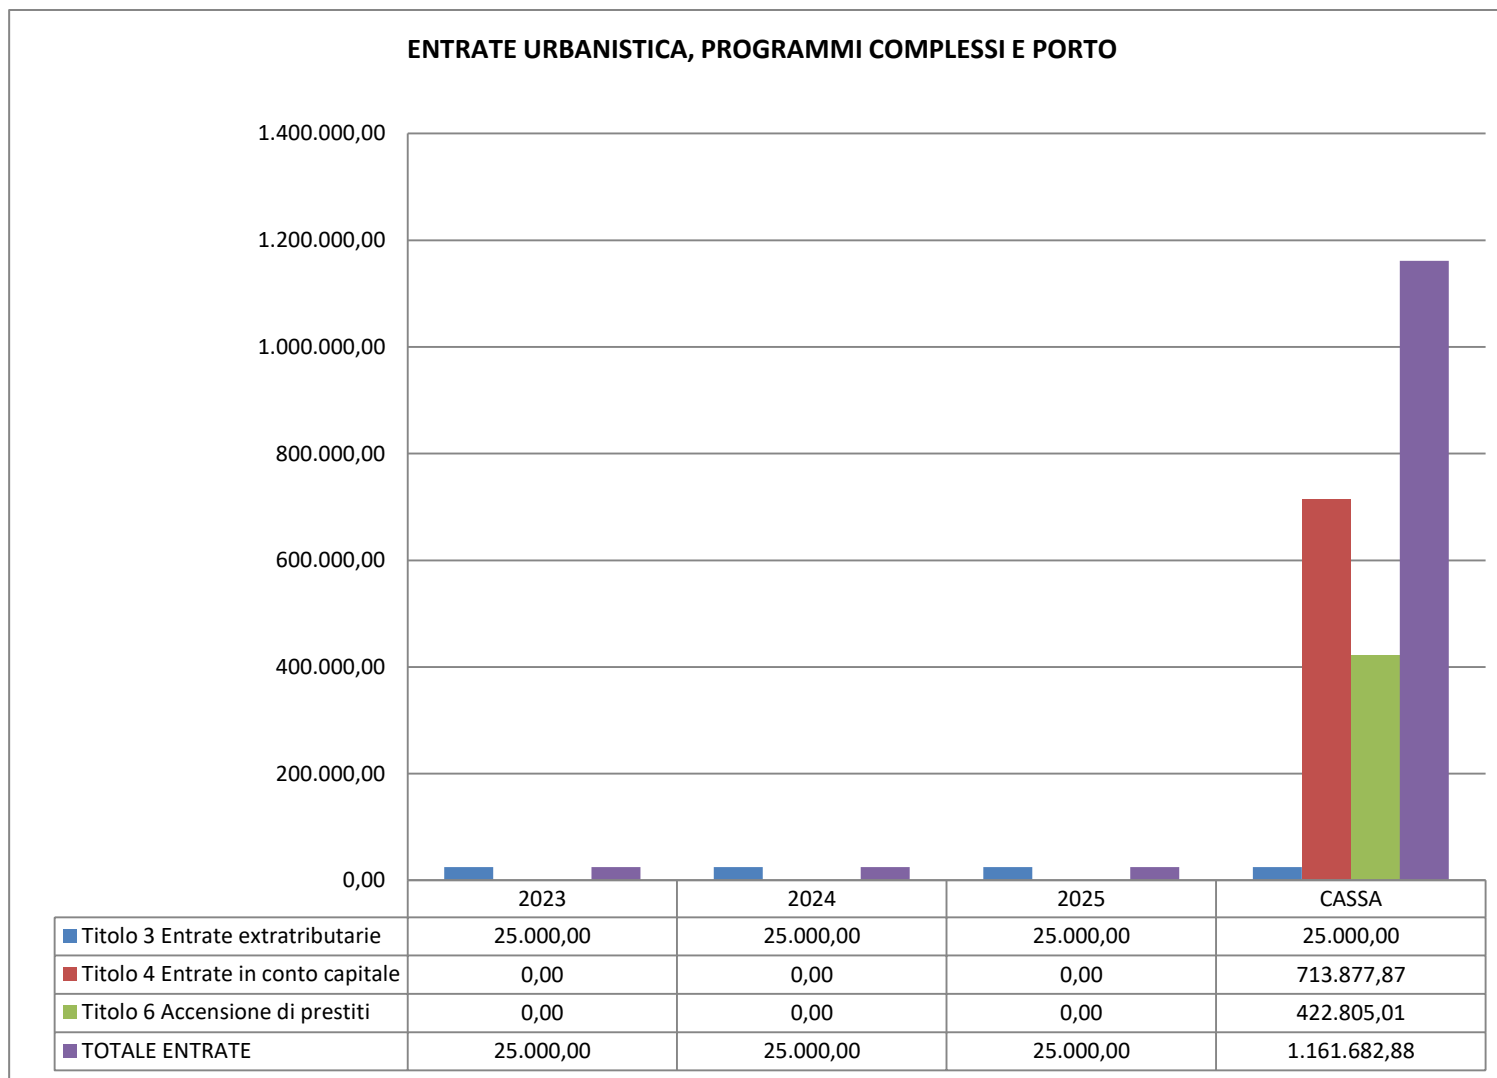 ENTRATE URBANISTICA, PROGRAMMI COMPLESSI E PORTO
1.400.000,00
1.200.000,00
1.000.000,00
800.000,00
600.000,00
400.000,00
200.000,00
0,00
2023 2024 2025 CASSA
Titolo 3 Entrate extratributarie 25.000,00 25.000,00 25.000,00 25.000,00
Titolo 4 Entrate in conto capitale 0,00 0,00 0,00 713.877,87
Titolo 6 Accensione di prestiti 0,00 0,00 0,00 422.805,01
TOTALE ENTRATE 25.000,00 25.000,00 25.000,00 1.161.682,88